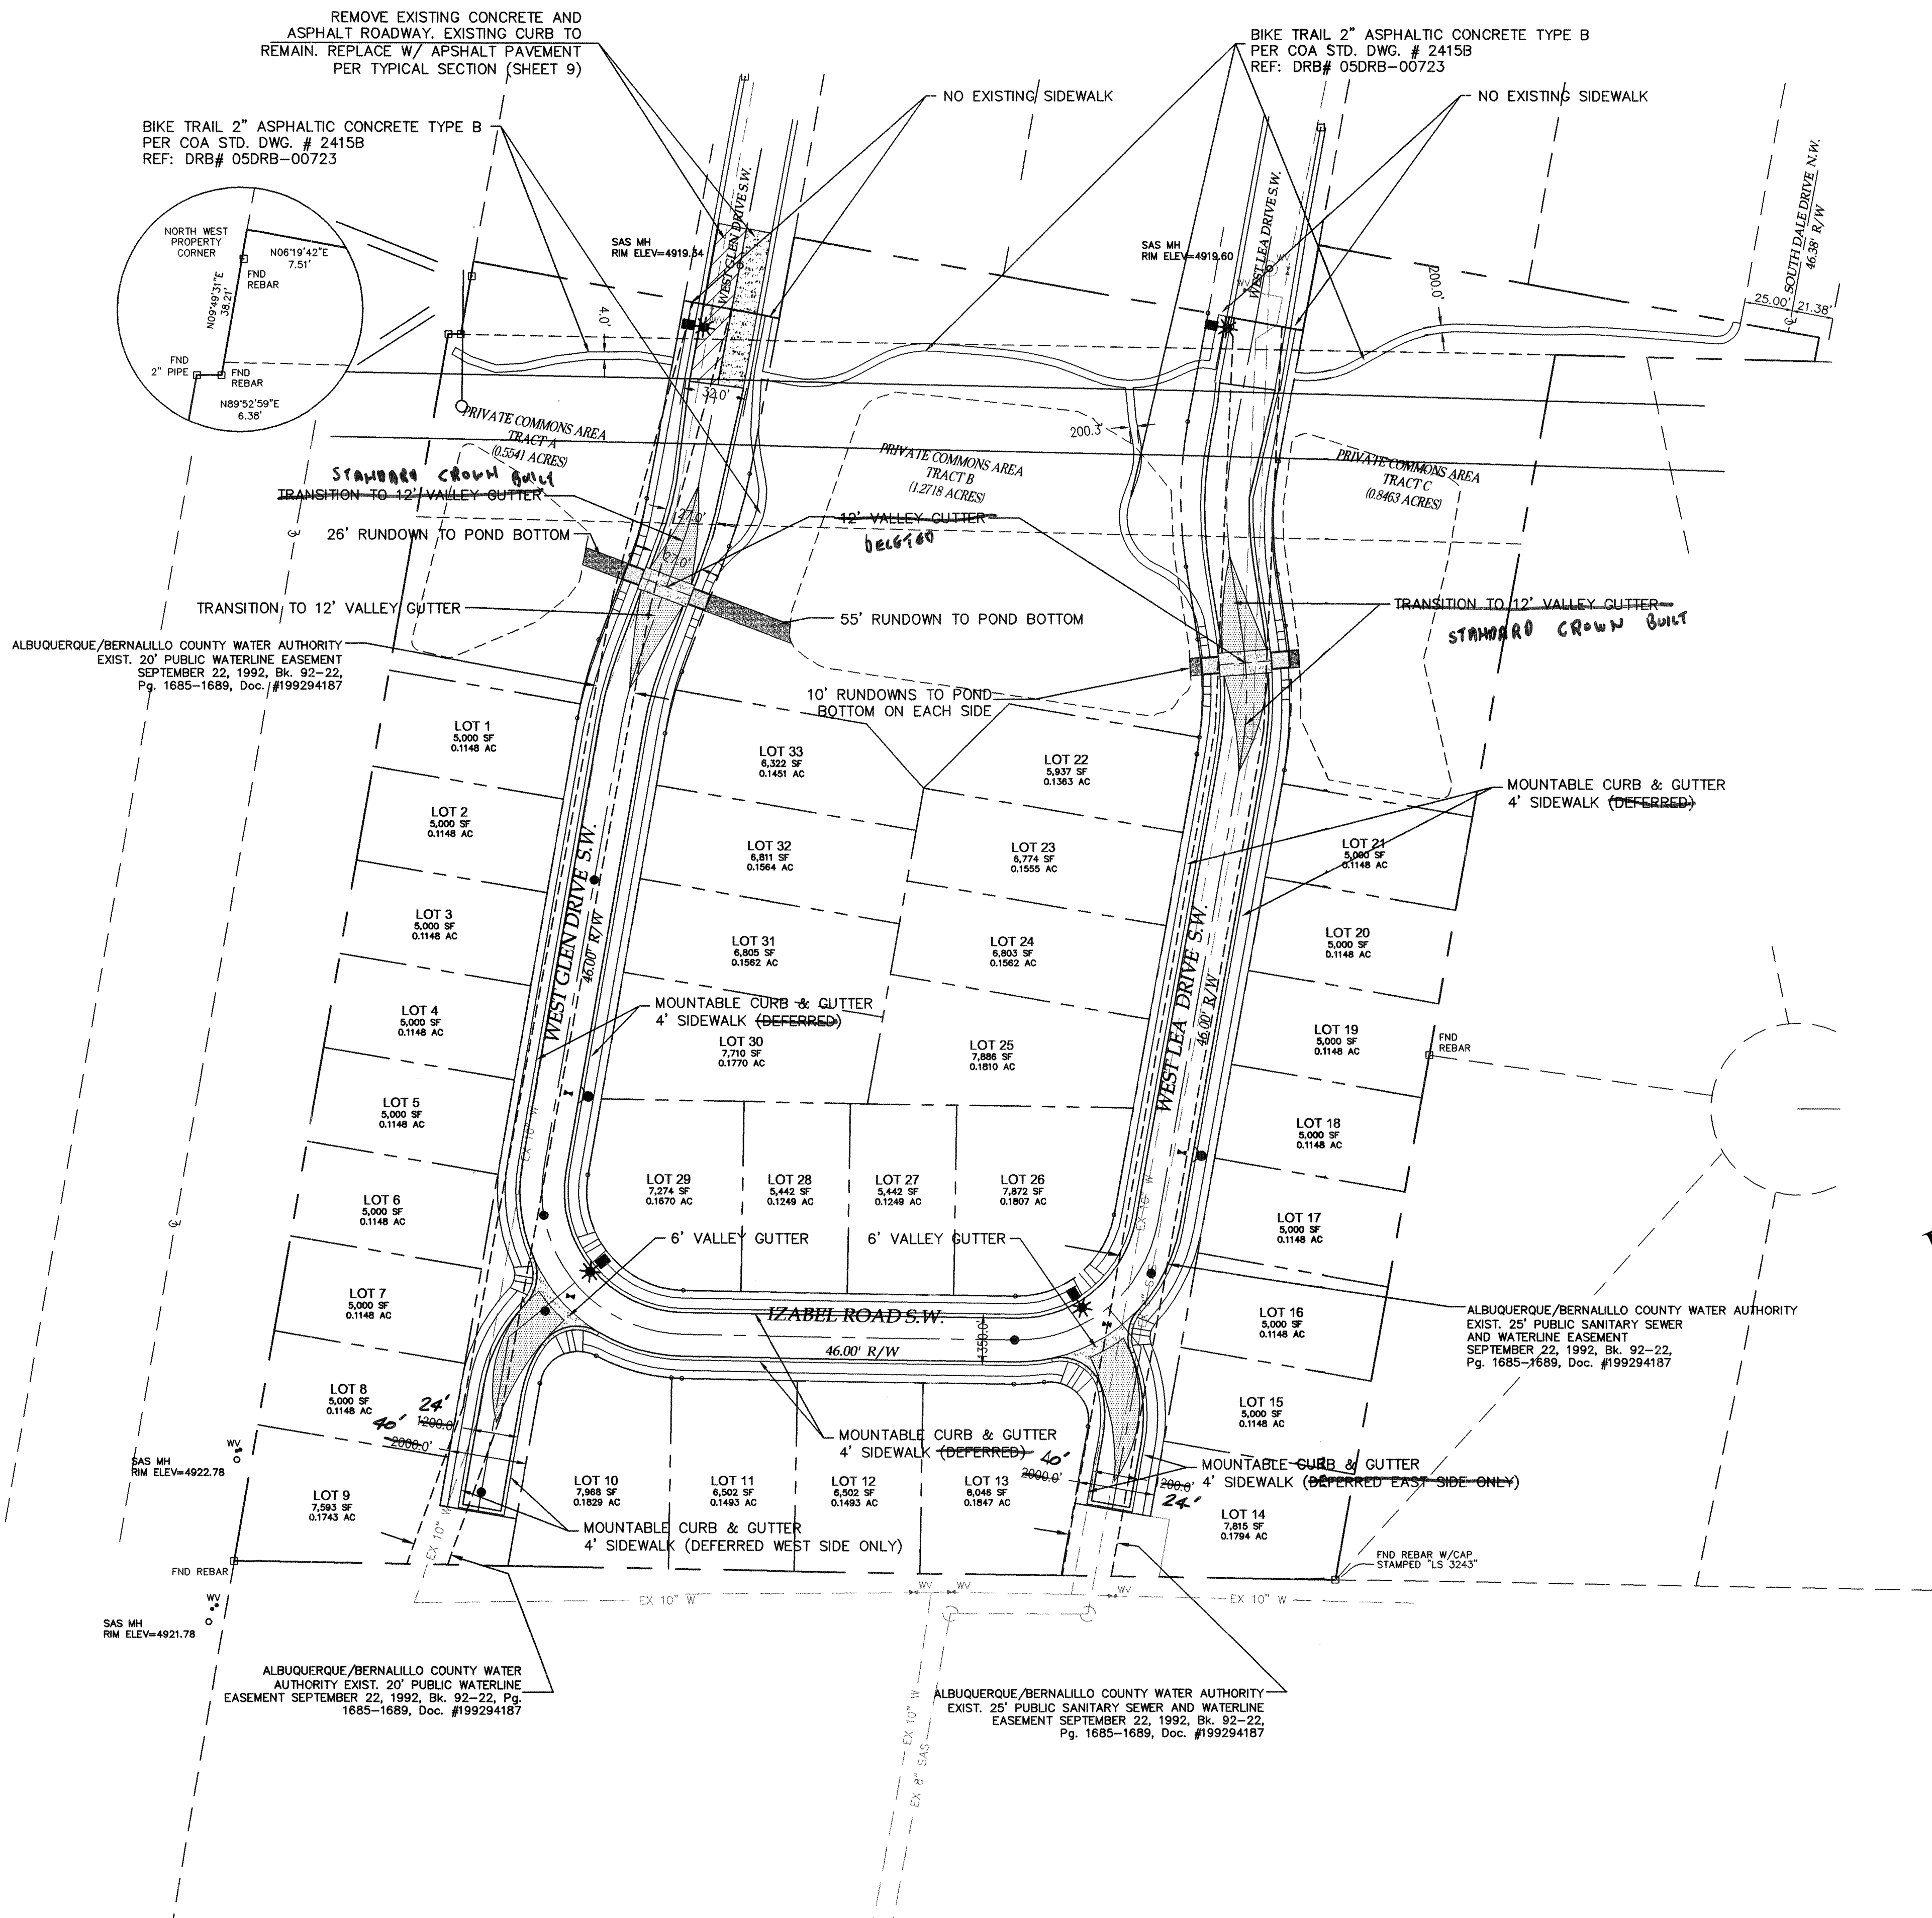 REMOVE EXISTING CONCRETE AND
ASPHALT ROADWAY. EXISTING CURB TO
REMAIN. REPLACE W/ APSHALT PAVEMENT
PER TYPICAL SECTION (SHEET 9)
BIKE TRAIL 2" ASPHALTIC CONCRETE TYPE B
PER COA STD. DWG. # 2415B
REF: DRB# 05DRB-00723
NO EXISTING SIDEWALK
NO EXISTING SIDEWALK
BIKE TRAIL 2" ASPHALTIC CONCRETE TYPE B
PER COA STD. DWG. # 2415B
REF: DRB# 05DRB-00723
NORTH WEST
PROPERTY
CORNER
N06°19'42"E
7.51'
FND
REBAR
N09°49'31"E
38.21'
FND
2" PIPE
FND
REBAR
N89°52'59"E
6.38'
SAS MH
RIM ELEV=4919.34
WEST GLEN DRIVE S.W.
WV
SAS MH
RIM ELEV=4919.60
WEST LEA DRIVE S.W.
WV
WV
SOUTH DALE DRIVE N.W.
46.38' R/W
25.00'
21.38'
200.0'
4.0'
32.0'
200.3'
PRIVATE COMMONS AREA
TRACT A
(0.5541 ACRES)
PRIVATE COMMONS AREA
TRACT B
(1.2718 ACRES)
PRIVATE COMMONS AREA
TRACT C
(0.8463 ACRES)
STANDARD CROWN BUILT
TRANSITION TO 12' VALLEY GUTTER
26' RUNDOWN TO POND BOTTOM
27.0'
27.0'
12' VALLEY GUTTER
DELETED
TRANSITION TO 12' VALLEY GUTTER
55' RUNDOWN TO POND BOTTOM
TRANSITION TO 12' VALLEY GUTTER
STANDARD CROWN BUILT
ALBUQUERQUE/BERNALILLO COUNTY WATER AUTHORITY
EXIST. 20' PUBLIC WATERLINE EASEMENT
SEPTEMBER 22, 1992, Bk. 92-22,
Pg. 1685-1689, Doc. #199294187
10' RUNDOWNS TO POND
BOTTOM ON EACH SIDE
LOT 1
5,000 SF
0.1148 AC
LOT 33
6,322 SF
0.1451 AC
LOT 22
5,937 SF
0.1363 AC
MOUNTABLE CURB & GUTTER
4' SIDEWALK (DEFERRED)
LOT 2
5,000 SF
0.1148 AC
LOT 32
6,811 SF
0.1564 AC
LOT 23
6,774 SF
0.1555 AC
LOT 21
5,000 SF
0.1148 AC
LOT 3
5,000 SF
0.1148 AC
WEST GLEN DRIVE S.W.
46.00' R/W
LOT 31
6,805 SF
0.1562 AC
LOT 24
6,803 SF
0.1562 AC
WEST LEA DRIVE S.W.
46.00' R/W
LOT 20
5,000 SF
0.1148 AC
LOT 4
5,000 SF
0.1148 AC
MOUNTABLE CURB & GUTTER
4' SIDEWALK (DEFERRED)
LOT 30
7,710 SF
0.1770 AC
LOT 25
7,886 SF
0.1810 AC
LOT 19
5,000 SF
0.1148 AC
FND
REBAR
LOT 5
5,000 SF
0.1148 AC
EX 10" W
LOT 18
5,000 SF
0.1148 AC
LOT 6
5,000 SF
0.1148 AC
LOT 29
7,274 SF
0.1670 AC
LOT 28
5,442 SF
0.1249 AC
LOT 27
5,442 SF
0.1249 AC
LOT 26
7,872 SF
0.1807 AC
EX 10" W
LOT 17
5,000 SF
0.1148 AC
6' VALLEY GUTTER
6' VALLEY GUTTER
LOT 7
5,000 SF
0.1148 AC
IZABEL ROAD S.W.
46.00' R/W
LOT 16
5,000 SF
0.1148 AC
ALBUQUERQUE/BERNALILLO COUNTY WATER AUTHORITY
EXIST. 25' PUBLIC SANITARY SEWER
AND WATERLINE EASEMENT
SEPTEMBER 22, 1992, Bk. 92-22,
Pg. 1685-1689, Doc. #199294187
LOT 8
5,000 SF
0.1148 AC
24'
1200.0'
40'
2000.0'
LOT 15
5,000 SF
0.1148 AC
MOUNTABLE CURB & GUTTER
4' SIDEWALK (DEFERRED)
40'
2000.0'
MOUNTABLE CURB & GUTTER
4' SIDEWALK (DEFERRED EAST SIDE ONLY)
200.0'
24'
WV
SAS MH
RIM ELEV=4922.78
LOT 9
7,593 SF
0.1743 AC
LOT 10
7,968 SF
0.1829 AC
LOT 11
6,502 SF
0.1493 AC
LOT 12
6,502 SF
0.1493 AC
LOT 13
8,046 SF
0.1847 AC
LOT 14
7,815 SF
0.1794 AC
MOUNTABLE CURB & GUTTER
4' SIDEWALK (DEFERRED WEST SIDE ONLY)
EX 10" W
FND REBAR
FND REBAR W/CAP
STAMPED "LS 3243"
WV
SAS MH
RIM ELEV=4921.78
EX 10" W
WV
WV
WV
EX 10" W
ALBUQUERQUE/BERNALILLO COUNTY WATER
AUTHORITY EXIST. 20' PUBLIC WATERLINE
EASEMENT SEPTEMBER 22, 1992, Bk. 92-22, Pg.
1685-1689, Doc. #199294187
ALBUQUERQUE/BERNALILLO COUNTY WATER AUTHORITY
EXIST. 25' PUBLIC SANITARY SEWER AND WATERLINE
EASEMENT SEPTEMBER 22, 1992, Bk. 92-22,
Pg. 1685-1689, Doc. #199294187
EX 10" W
EX 8" SAS